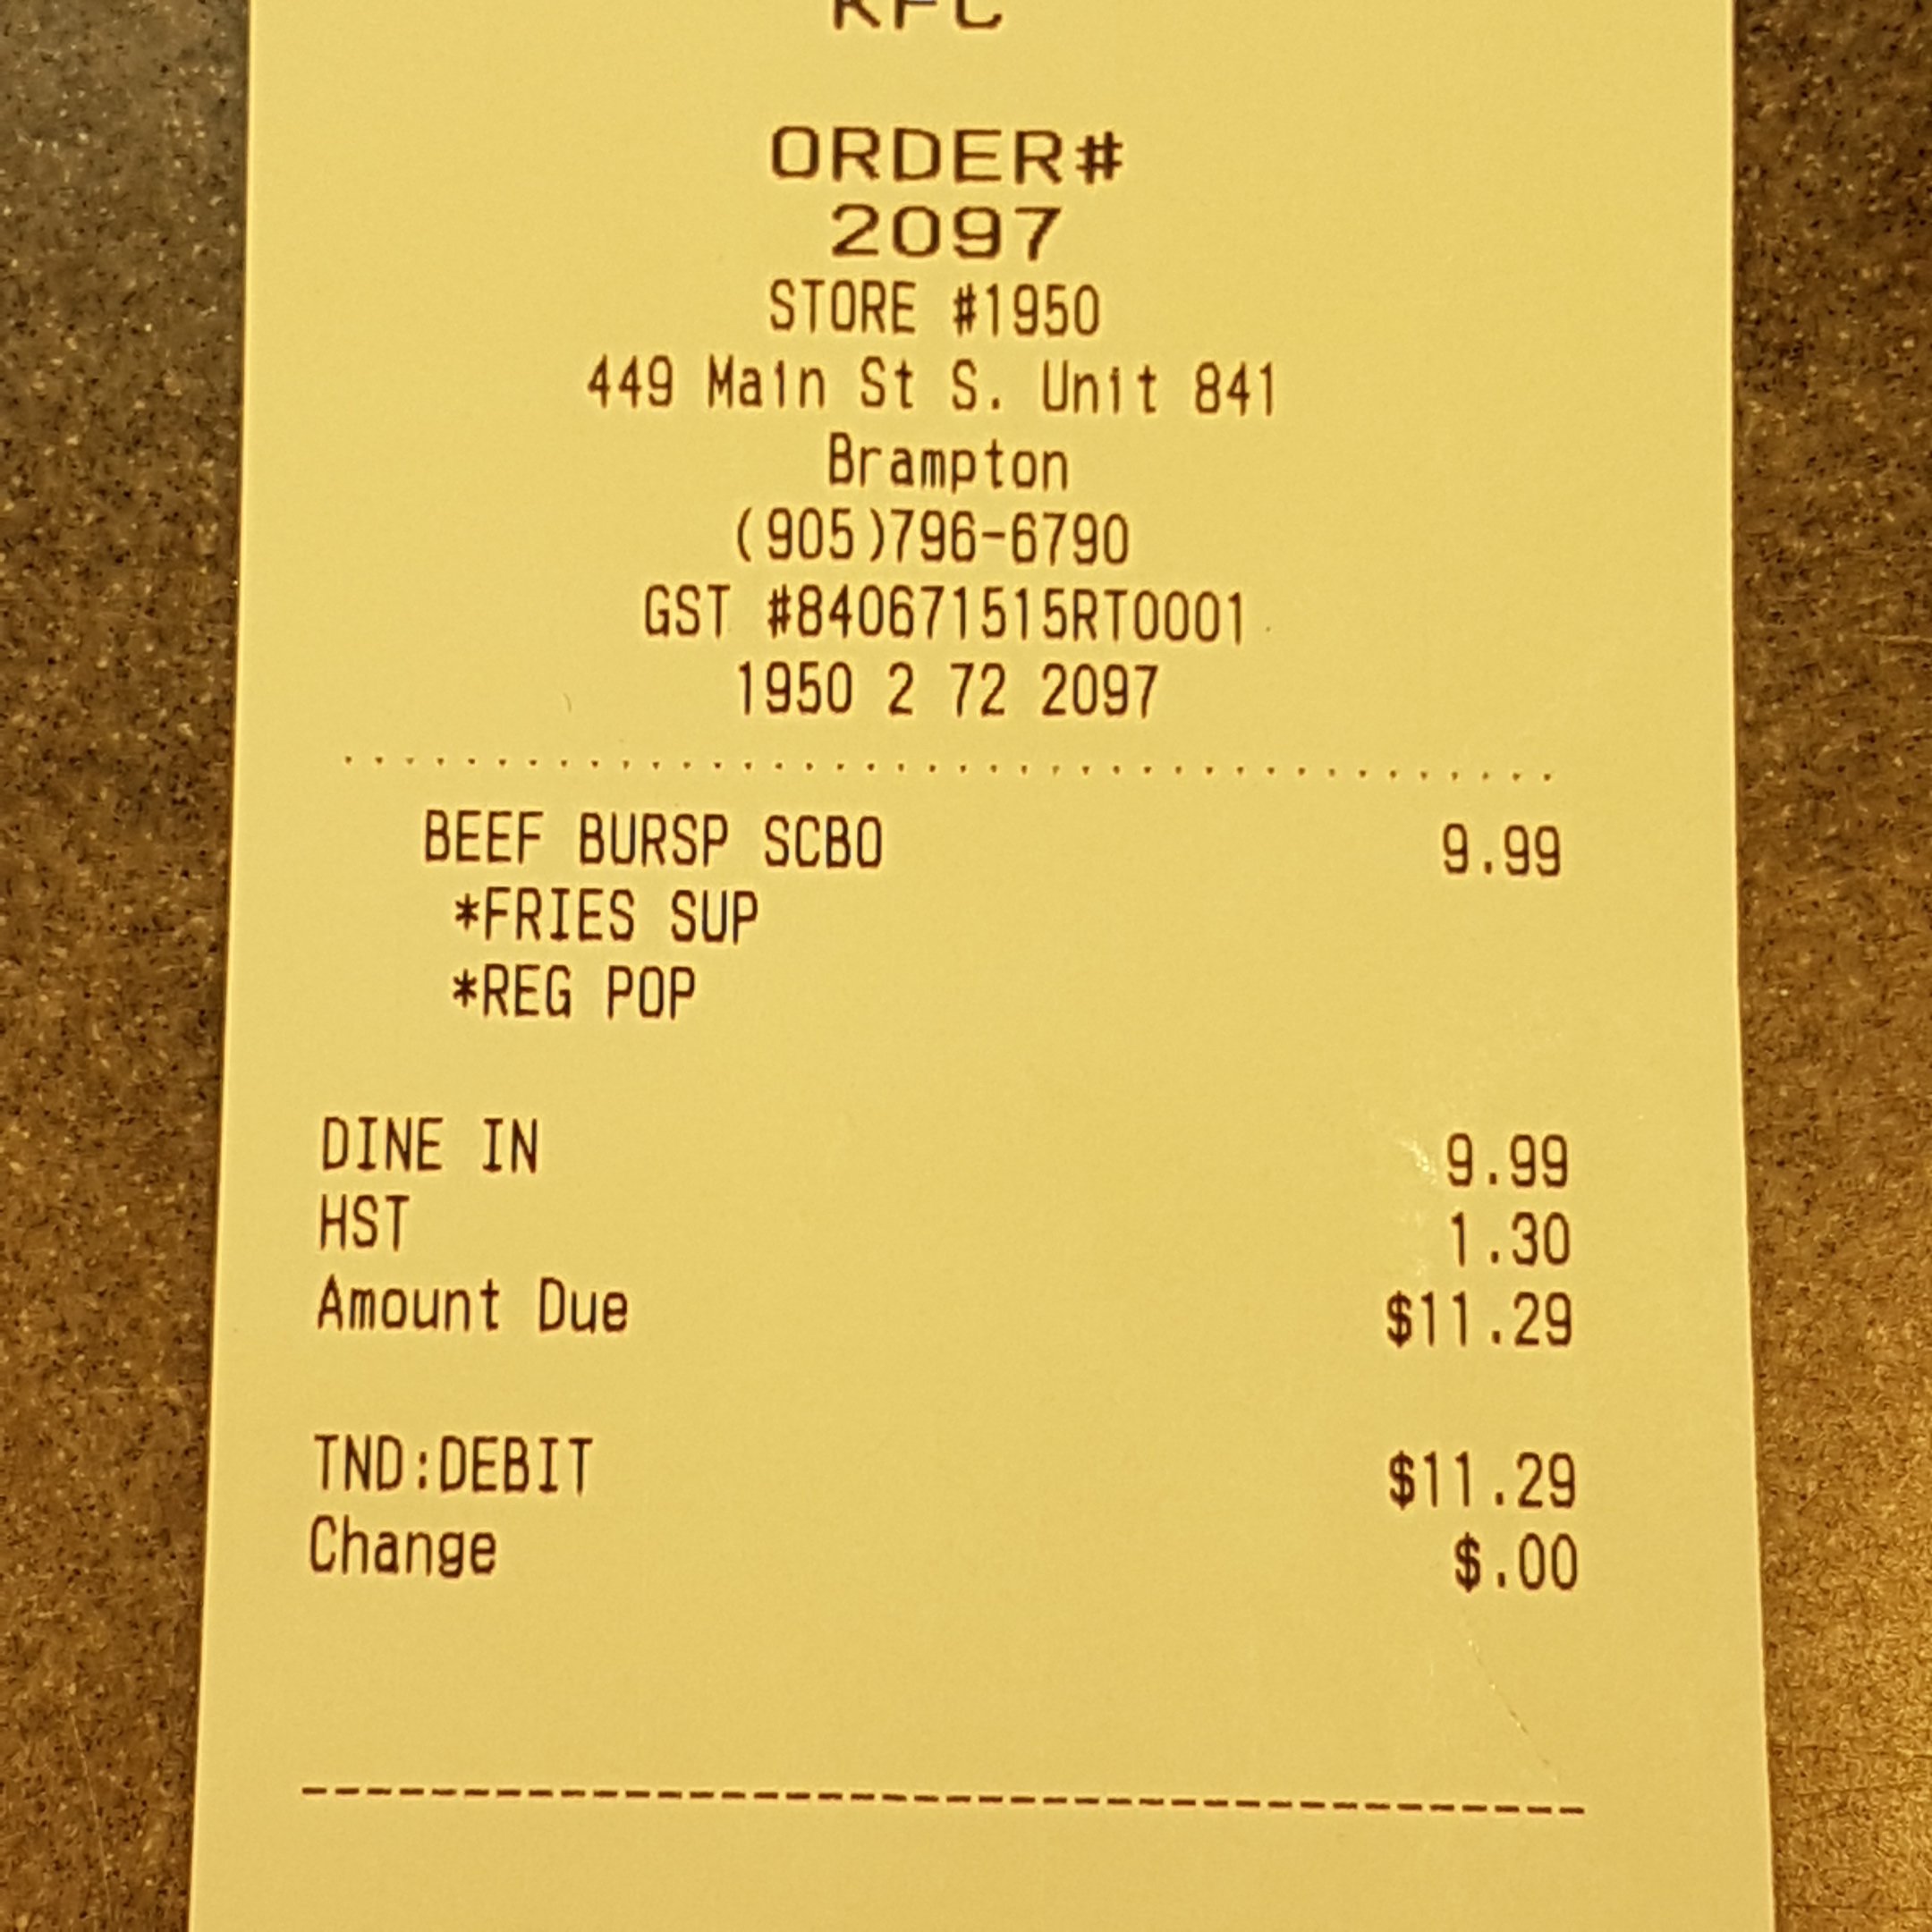 KFC
ORDER#
2097
STORE #1950
449 Main St S. Unit 841
Brampton
(905)796-6790
GST #840671515RT0001
1950 2 72 2097
......................................
BEEF BURSP SCBO 9.99
*FRIES SUP
*REG POP
DINE IN 9.99
HST 1.30
Amount Due $11.29
TND:DEBIT $11.29
Change $.00
----------------------------------------